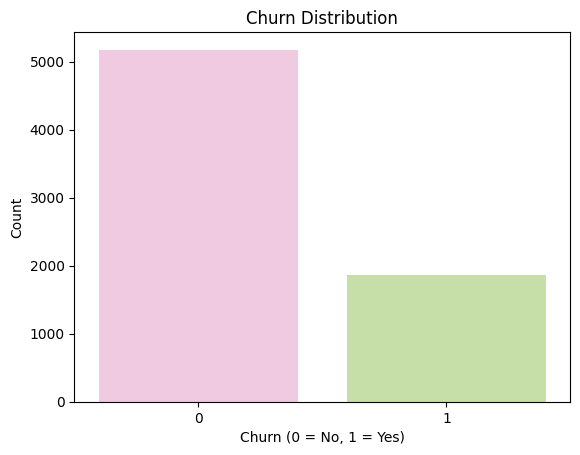 Churn Distribution
5000
4000
3000
2000
1000
0
Count
0 1
Churn (0 = No, 1 = Yes)